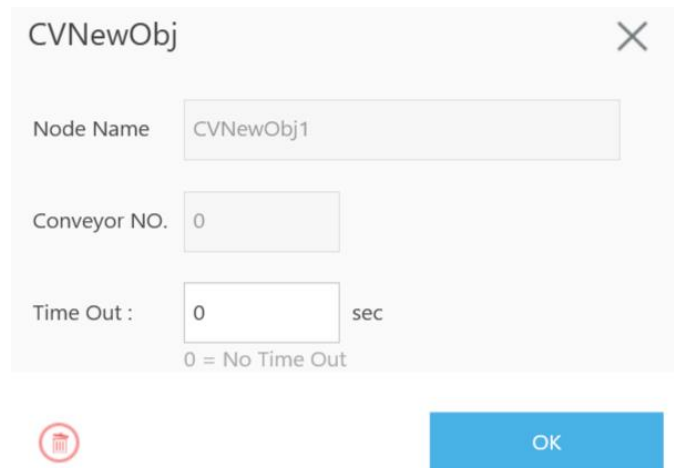 CVNewObj
Node Name CVNewObj1
Conveyor NO. 0
Time Out : 0 sec
0 = No Time Out
OK